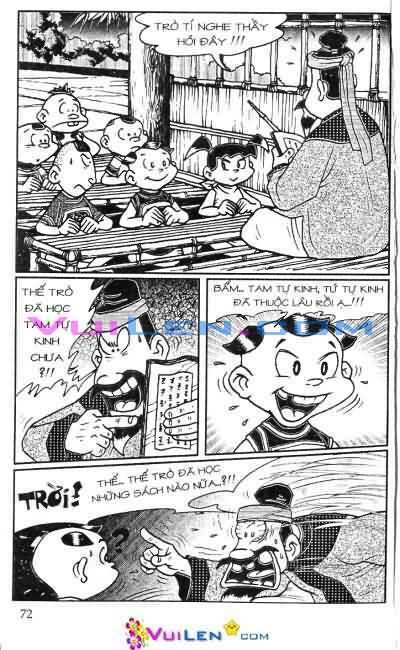 TRÒ TÍ NGHE THẦY
HỎI ĐÂY !!!
THẾ TRÒ
ĐÃ HỌC
TAM TỰ
KINH
CHƯA
?!!
BẨM... TAM TỰ KINH, TỨ TỰ KINH
ĐÃ THUỘC LÂU RỒI Ạ...!!!
VuiLen.com
TRỜI!
THẾ... THẾ TRÒ ĐÃ HỌC
NHỮNG SÁCH NÀO NỮA...?!!
?
72
VuiLen.com